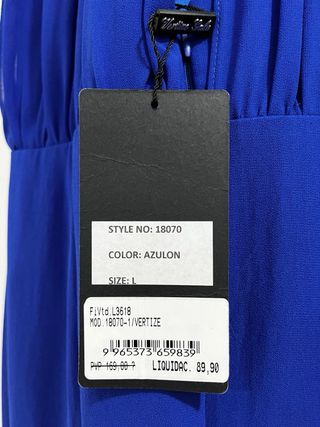 STYLE NO: 18070
COLOR: AZULON
SIZE: L
F¡Vtd.L3618
MOD.18070-1/VERTIZE
9 965373 659839
PVP 169,00 ?
LIQUIDAC. 89,90